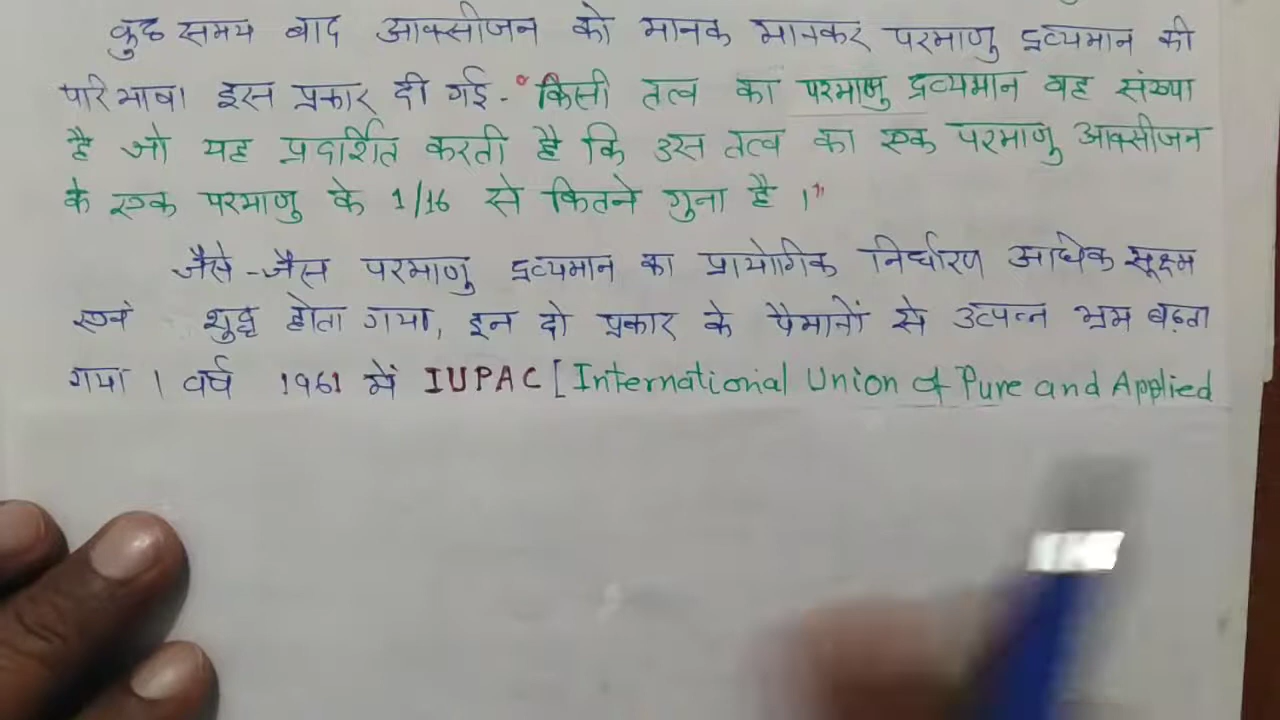 कुछ समय बाद आक्सीजन को मानक मानकर परमाणु द्रव्यमान की
परिभाषा इस प्रकार दी गई - "किसी तत्व का परमाणु द्रव्यमान वह संख्या
है जो यह प्रदर्शित करती है कि उस तत्व का एक परमाणु आक्सीजन
के एक परमाणु के 1/16 से कितने गुना है ।"
जैसे-जैसे परमाणु द्रव्यमान का प्रायोगिक निर्धारण अधिक सूक्ष्म
एवं शुद्ध होता गया, इन दो प्रकार के पैमानों से उत्पन्न भ्रम बढ़ता
गया । वर्ष 1961 में IUPAC [International Union of Pure and Applied